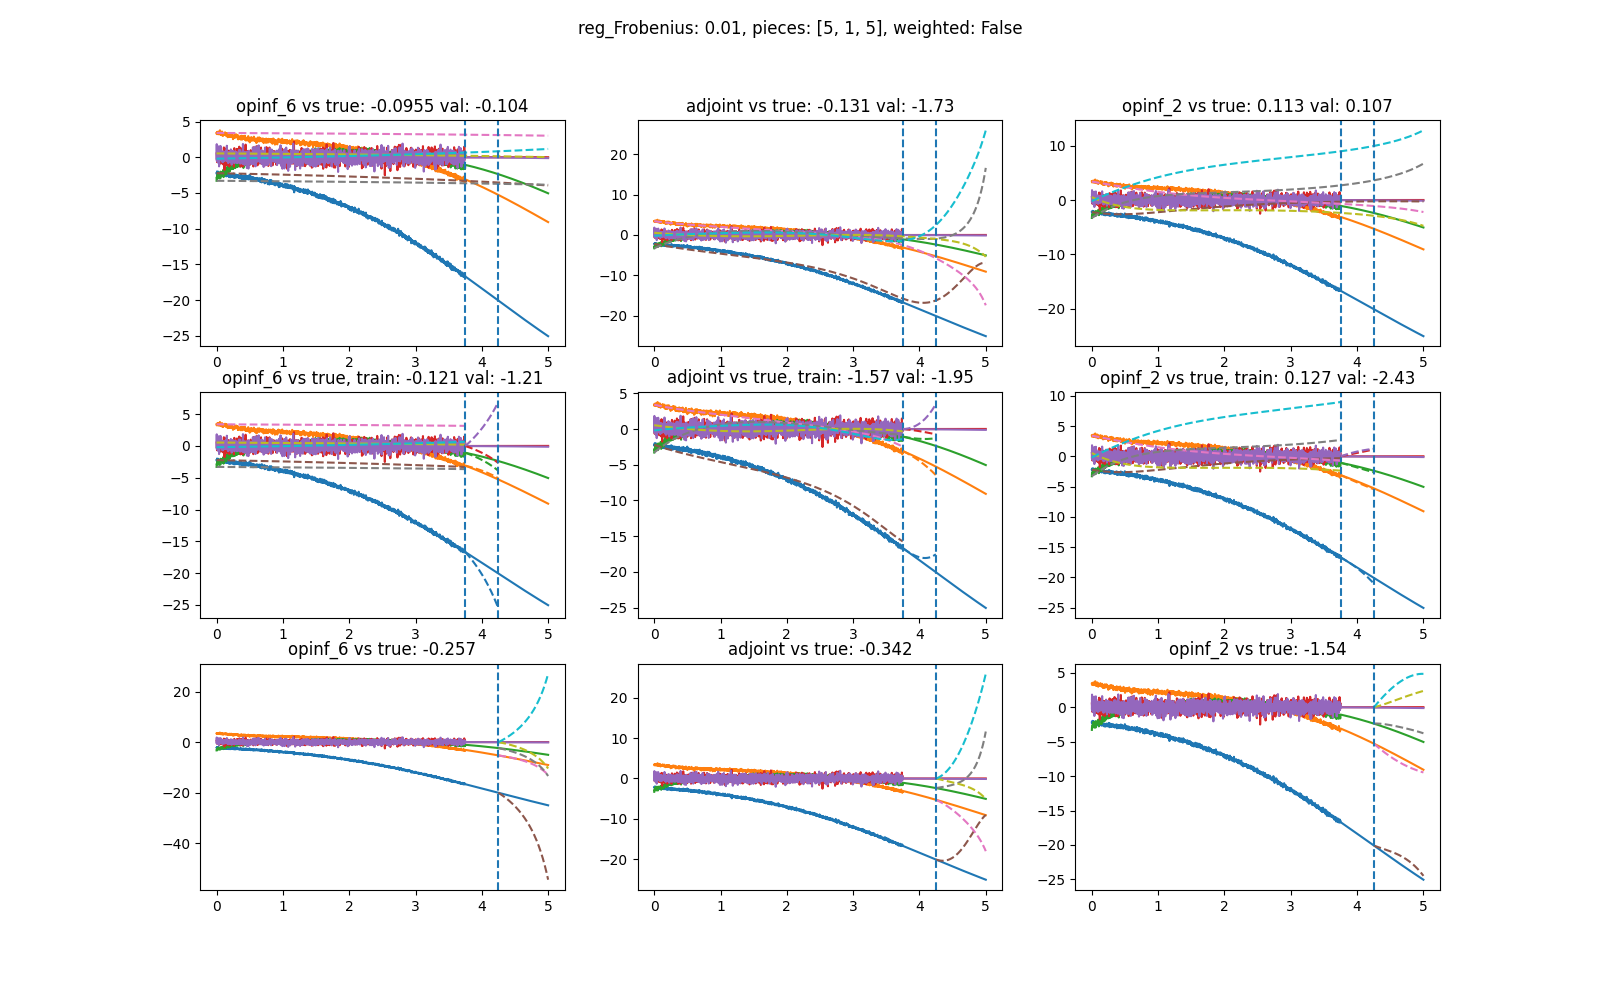 reg_Frobenius: 0.01, pieces: [5, 1, 5], weighted: False
opinf_6 vs true: -0.0955 val: -0.104
5
0
−5
−10
−15
−20
−25
0 1 2 3 4 5
adjoint vs true: -0.131 val: -1.73
20
10
0
−10
−20
0 1 2 3 4 5
opinf_2 vs true: 0.113 val: 0.107
10
0
−10
−20
0 1 2 3 4 5
opinf_6 vs true, train: -0.121 val: -1.21
5
0
−5
−10
−15
−20
−25
0 1 2 3 4 5
adjoint vs true, train: -1.57 val: -1.95
5
0
−5
−10
−15
−20
−25
0 1 2 3 4 5
opinf_2 vs true, train: 0.127 val: -2.43
10
5
0
−5
−10
−15
−20
−25
0 1 2 3 4 5
opinf_6 vs true: -0.257
20
0
−20
−40
0 1 2 3 4 5
adjoint vs true: -0.342
20
10
0
−10
−20
0 1 2 3 4 5
opinf_2 vs true: -1.54
5
0
−5
−10
−15
−20
−25
0 1 2 3 4 5